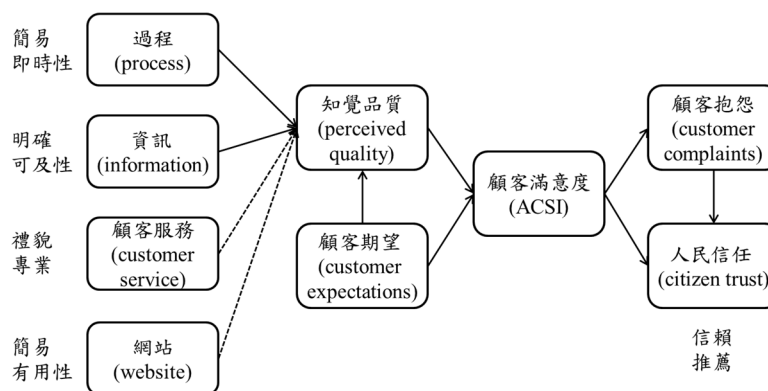 簡易
即時性
過程
(process)
明確
可及性
資訊
(information)
禮貌
專業
顧客服務
(customer
service)
簡易
有用性
網站
(website)
知覺品質
(perceived
quality)
顧客期望
(customer
expectations)
顧客滿意度
(ACSI)
顧客抱怨
(customer
complaints)
人民信任
(citizen trust)
信賴
推薦